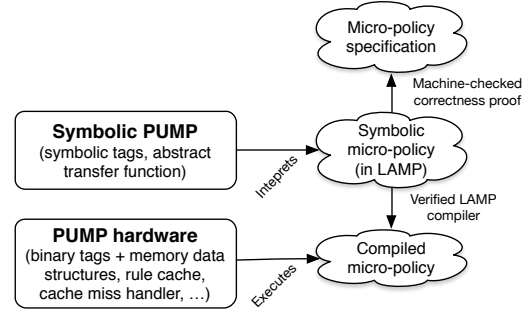 Micro-policy
specification
Machine-checked
correctness proof
Symbolic PUMP
(symbolic tags, abstract
transfer function)
Inteprets
Symbolic
micro-policy
(in LAMP)
Verified LAMP
compiler
PUMP hardware
(binary tags + memory data
structures, rule cache,
cache miss handler, …)
Executes
Compiled
micro-policy